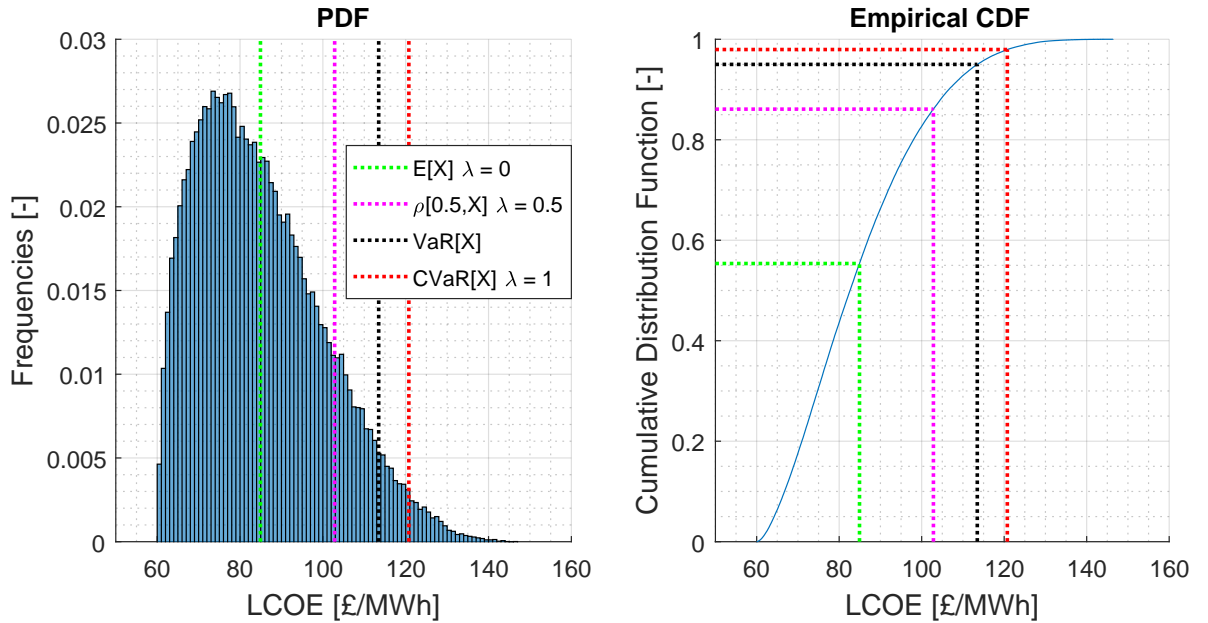 PDF
0.03
0.025
0.02
0.015
0.01
0.005
0
Frequencies [-]
60 80 100 120 140 160
LCOE [£/MWh]
E[X] λ = 0
ρ[0.5,X] λ = 0.5
VaR[X]
CVaR[X] λ = 1
Empirical CDF
1
0.8
0.6
0.4
0.2
0
Cumulative Distribution Function [-]
60 80 100 120 140 160
LCOE [£/MWh]